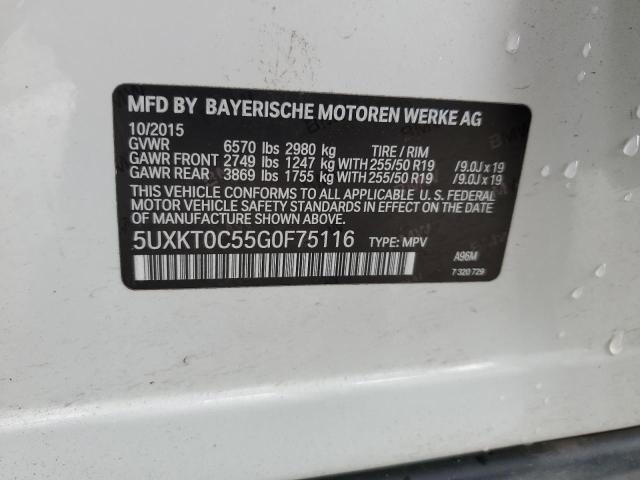 MFD BY BAYERISCHE MOTOREN WERKE AG
10/2015
GVWR 6570 lbs 2980 kg TIRE / RIM
GAWR FRONT 2749 lbs 1247 kg WITH 255/50 R19 / 9.0J x 19
GAWR REAR 3869 lbs 1755 kg WITH 255/50 R19 / 9.0J x 19
THIS VEHICLE CONFORMS TO ALL APPLICABLE U. S. FEDERAL
MOTOR VEHICLE SAFETY STANDARDS IN EFFECT ON THE DATE
OF MANUFACTURE SHOWN ABOVE.
5UXKT0C55G0F75116 TYPE: MPV
A96M
7 320 729